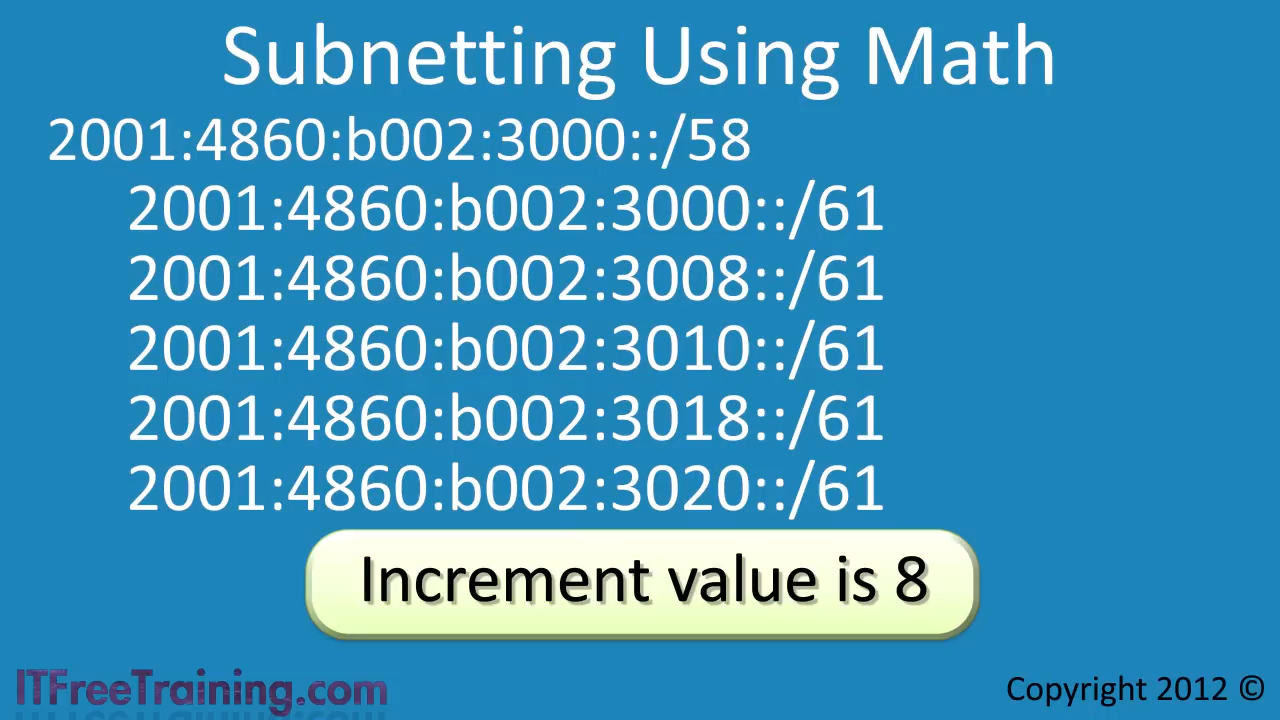 Subnetting Using Math
2001:4860:b002:3000::/58
2001:4860:b002:3000::/61
2001:4860:b002:3008::/61
2001:4860:b002:3010::/61
2001:4860:b002:3018::/61
2001:4860:b002:3020::/61
Increment value is 8
ITFreeTraining.com
Copyright 2012 ©